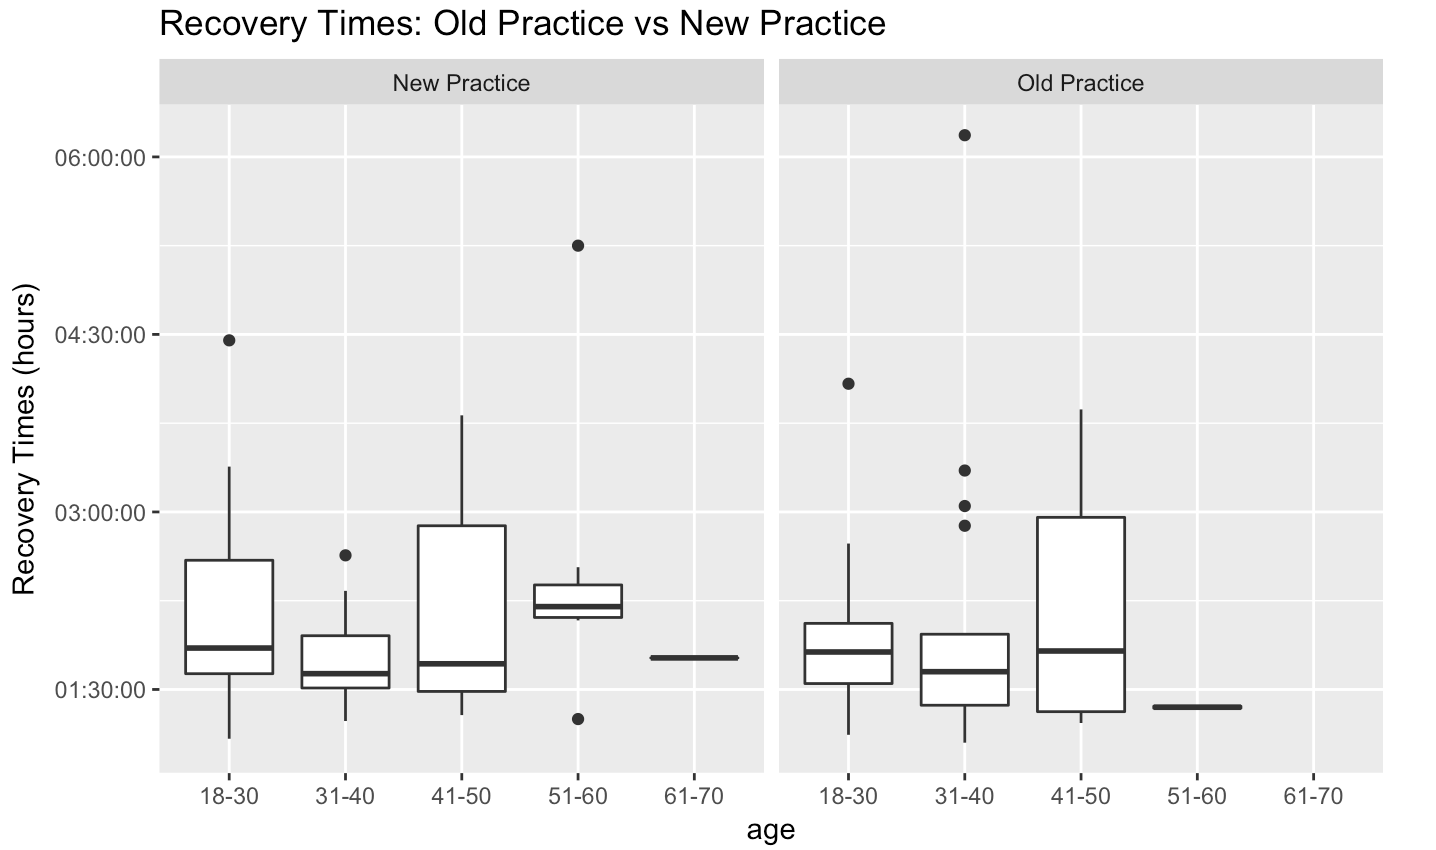 Recovery Times: Old Practice vs New Practice
New Practice
Old Practice
06:00:00
04:30:00
03:00:00
01:30:00
Recovery Times (hours)
18-30 31-40 41-50 51-60 61-70
18-30 31-40 41-50 51-60 61-70
age